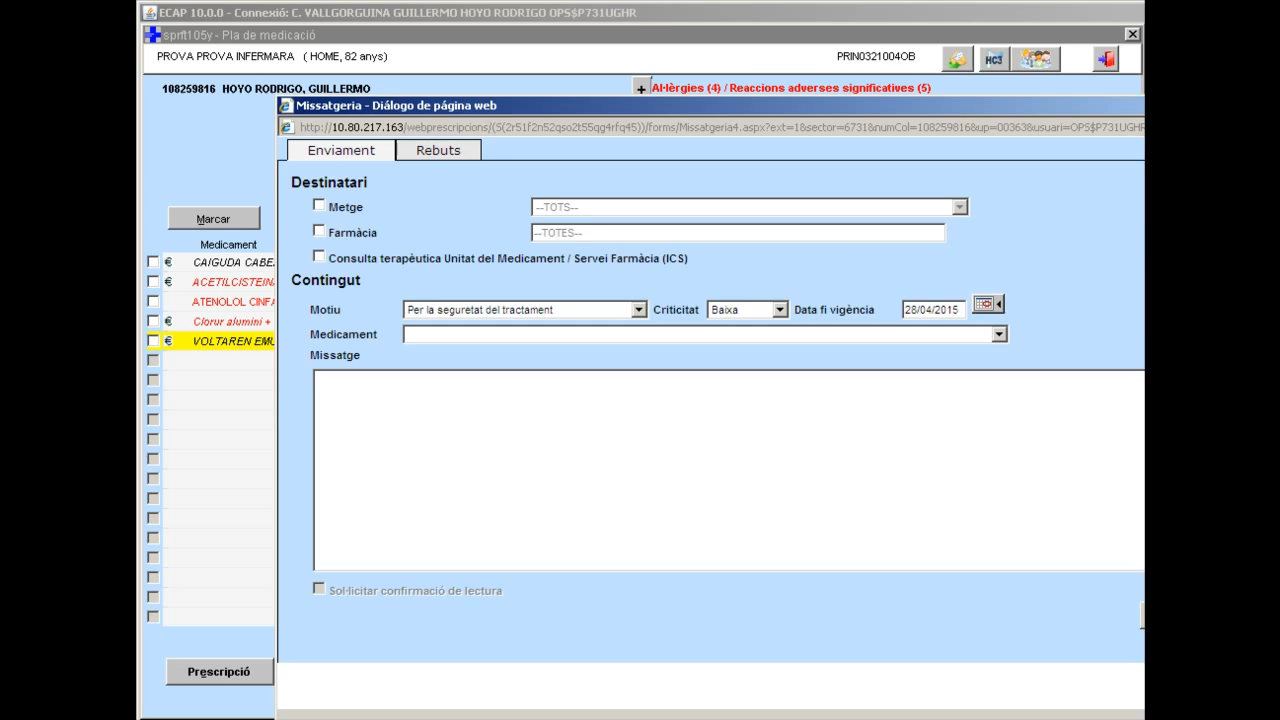 ECAP 10.0.0 - Connexió: C. VALLGORGUINA GUILLERMO HOYO RODRIGO OPS$P731UGHR
sprft105y - Pla de medicació
PROVA PROVA INFERMARA ( HOME, 82 anys)
PRIN0321004OB
HC3
108259816 HOYO RODRIGO, GUILLERMO
+ Al·lèrgies (4) / Reaccions adverses significatives (5)
Missatgeria - Diálogo de página web
http://10.80.217.163/webprescripcions/(S(2r51f2n52qso2t55qg4rfq45))/forms/Missatgeria4.aspx?ext=1&sector=6731&numCol=108259816&up=00363&usuari=OPS$P731UGHR
Enviament
Rebuts
Destinatari
Metge
--TOTS--
Farmàcia
--TOTES--
Consulta terapèutica Unitat del Medicament / Servei Farmàcia (ICS)
Contingut
Motiu
Per la seguretat del tractament
Criticitat
Baixa
Data fi vigència
28/04/2015
Medicament
Missatge
Sol·licitar confirmació de lectura
Marcar
Medicament
€ CAIGUDA CABE
€ ACETILCISTEIN
ATENOLOL CINFA
€ Clorur alumini +
€ VOLTAREN EMU
Prescripció